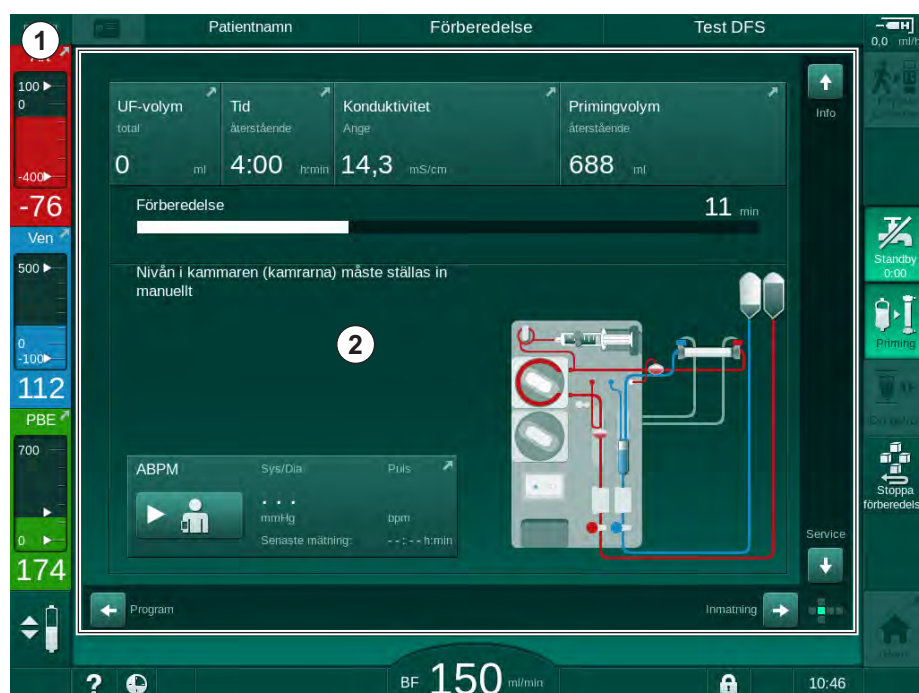 1
Patientnamn
Förberedelse
Test DFS
0,0 ml/h
100
0
-400
-76
Ven
500
0
-100
112
PBE
700
0
174
UF-volym
total
0 ml
Tid
återstående
4:00 h:min
Konduktivitet
Ange
14,3 mS/cm
Primingvolym
återstående
688 ml
Info
Förberedelse
11 min
Nivån i kammaren (kamrarna) måste ställas in
manuellt
2
ABPM
Sys/Dia
Puls
. . .
mmHg
bpm
Senaste mätning:
--:-- h:min
Service
Program
Inmatning
Standby
0:00
Priming
Stoppa
förberedels
? BF 150 ml/min
10:46